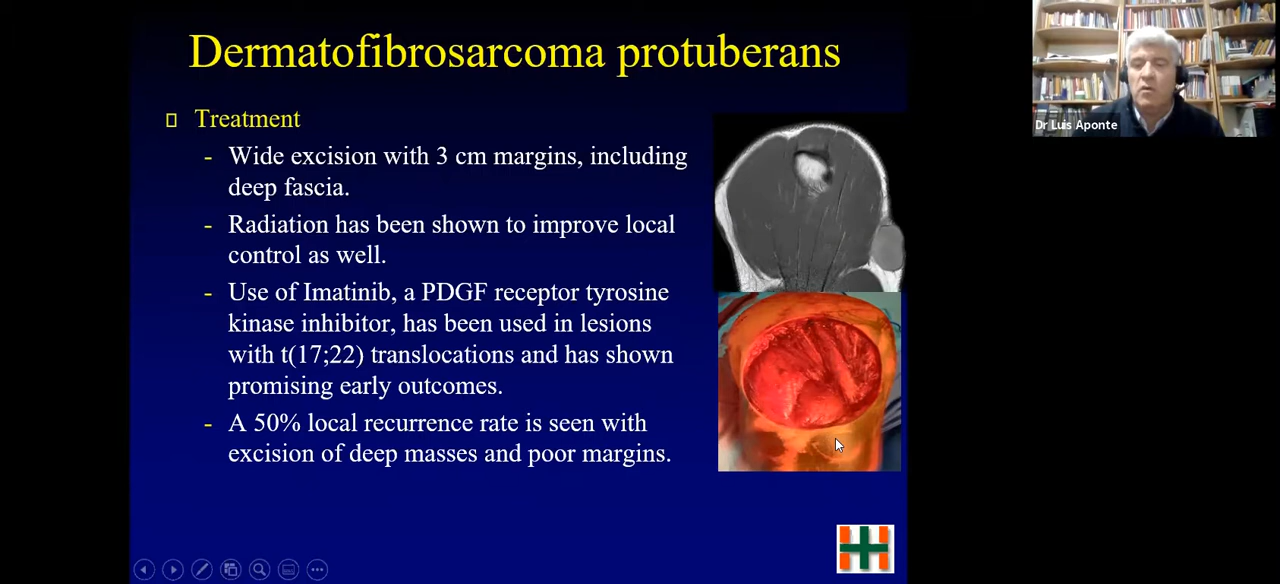 Dermatofibrosarcoma protuberans
Treatment
- Wide excision with 3 cm margins, including
deep fascia.
- Radiation has been shown to improve local
control as well.
- Use of Imatinib, a PDGF receptor tyrosine
kinase inhibitor, has been used in lesions
with t(17;22) translocations and has shown
promising early outcomes.
- A 50% local recurrence rate is seen with
excision of deep masses and poor margins.
Dr Luis Aponte
H